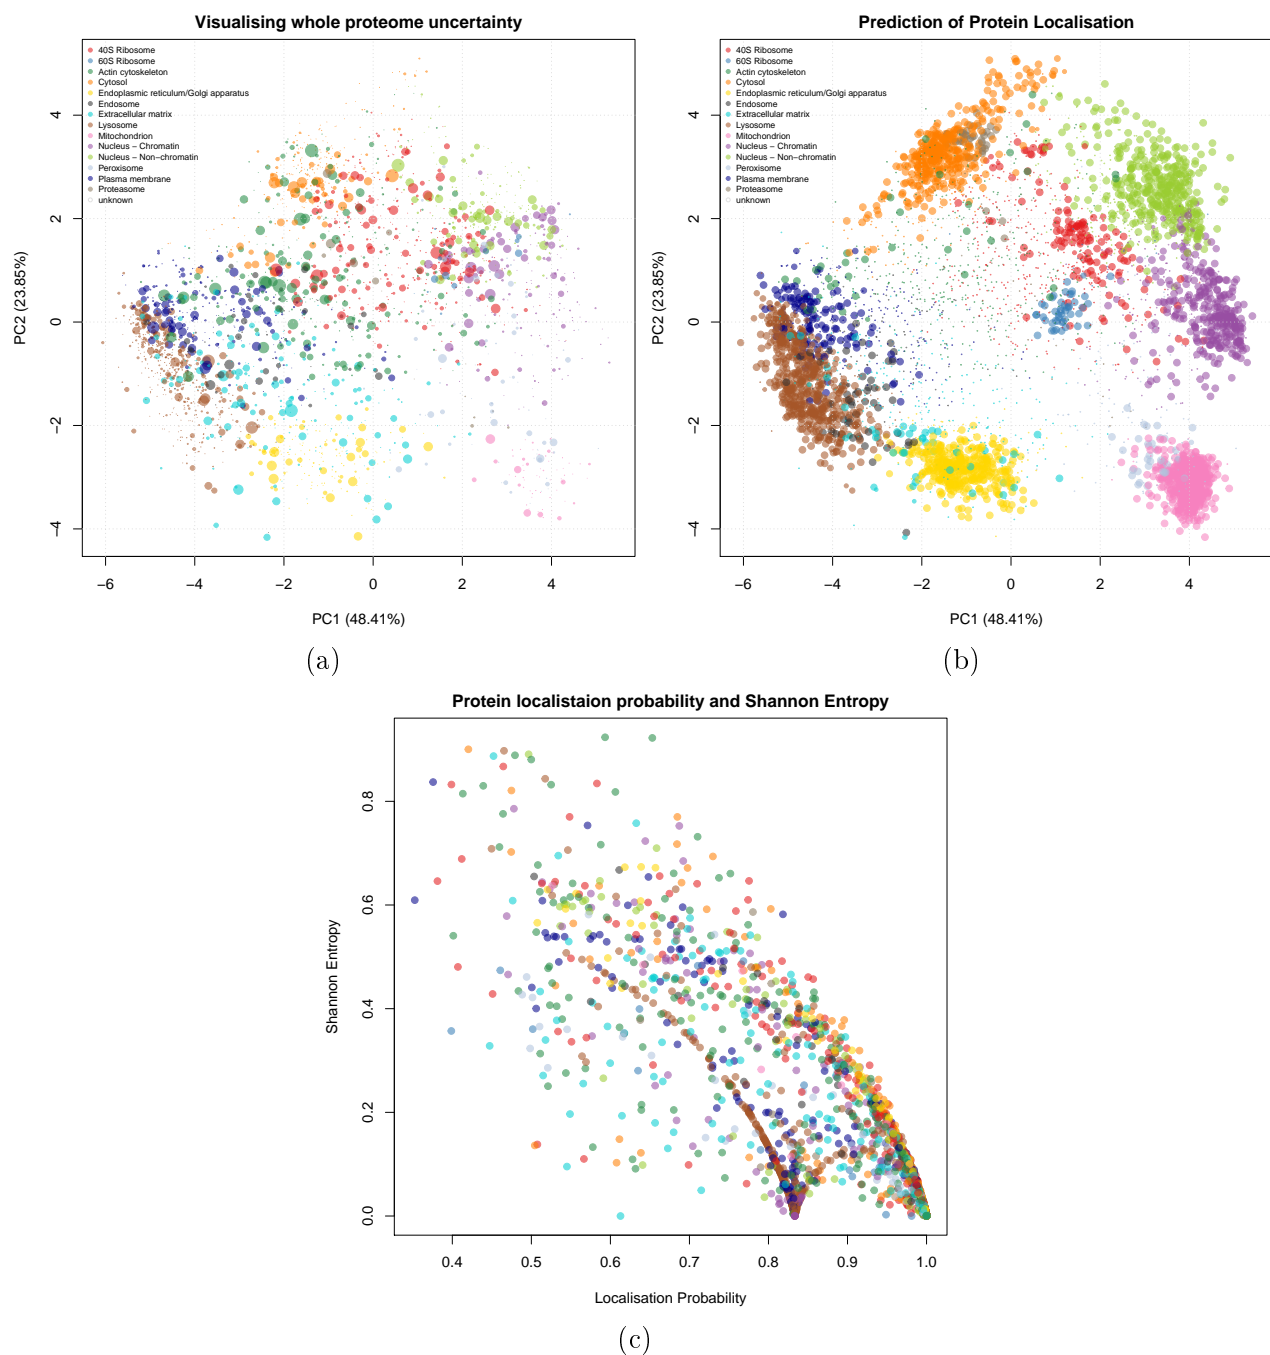 Visualising whole proteome uncertainty
40S Ribosome
60S Ribosome
Actin cytoskeleton
Cytosol
Endoplasmic reticulum/Golgi apparatus
Endosome
Extracellular matrix
Lysosome
Mitochondrion
Nucleus − Chromatin
Nucleus − Non−chromatin
Peroxisome
Plasma membrane
Proteasome
unknown
PC2 (23.85%)
4
2
0
−2
−4
−6
−4
−2
0
2
4
PC1 (48.41%)
(a)
Prediction of Protein Localisation
40S Ribosome
60S Ribosome
Actin cytoskeleton
Cytosol
Endoplasmic reticulum/Golgi apparatus
Endosome
Extracellular matrix
Lysosome
Mitochondrion
Nucleus − Chromatin
Nucleus − Non−chromatin
Peroxisome
Plasma membrane
Proteasome
unknown
PC2 (23.85%)
4
2
0
−2
−4
−6
−4
−2
0
2
4
PC1 (48.41%)
(b)
Protein localistaion probability and Shannon Entropy
Shannon Entropy
0.8
0.6
0.4
0.2
0.0
0.4
0.5
0.6
0.7
0.8
0.9
1.0
Localisation Probability
(c)